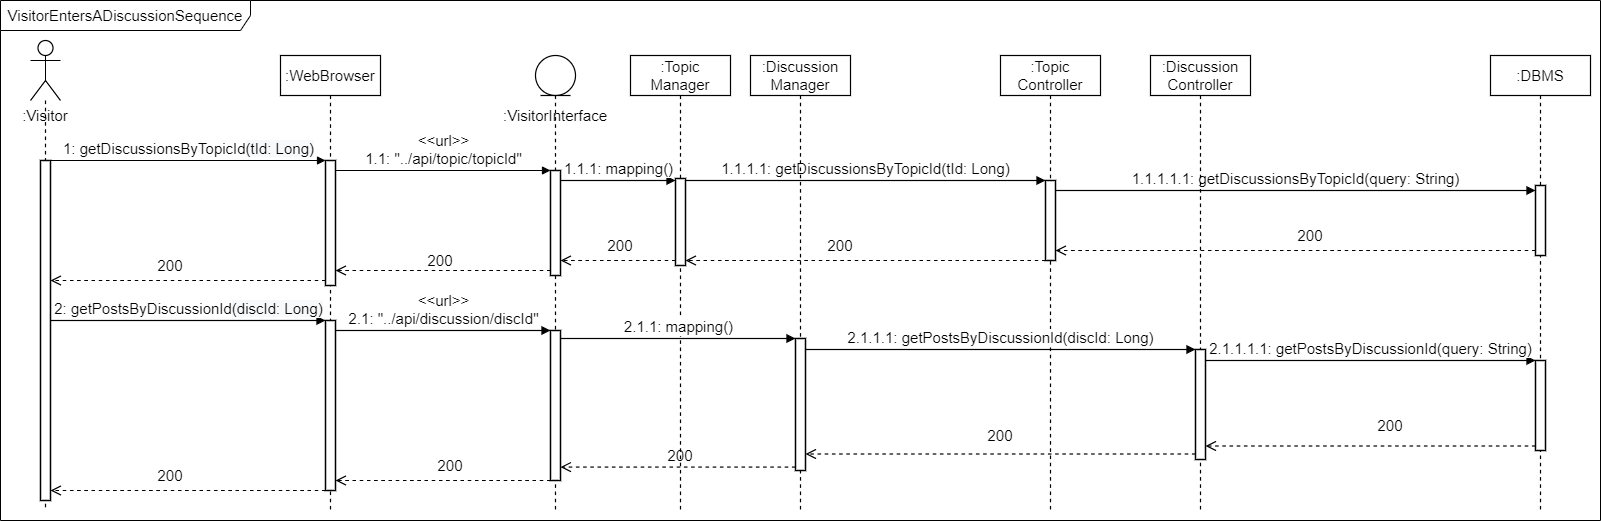 VisitorEntersADiscussionSequence
:Visitor
:WebBrowser
:VisitorInterface
:Topic
Manager
:Discussion
Manager
:Topic
Controller
:Discussion
Controller
:DBMS
1: getDiscussionsByTopicId(tId: Long)
<<url>>
1.1: "../api/topic/topicId"
1.1.1: mapping()
1.1.1.1: getDiscussionsByTopicId(tId: Long)
1.1.1.1.1: getDiscussionsByTopicId(query: String)
200
200
200
200
200
2: getPostsByDiscussionId(discId: Long)
<<url>>
2.1: "../api/discussion/discId"
2.1.1: mapping()
2.1.1.1: getPostsByDiscussionId(discId: Long)
2.1.1.1.1: getPostsByDiscussionId(query: String)
200
200
200
200
200